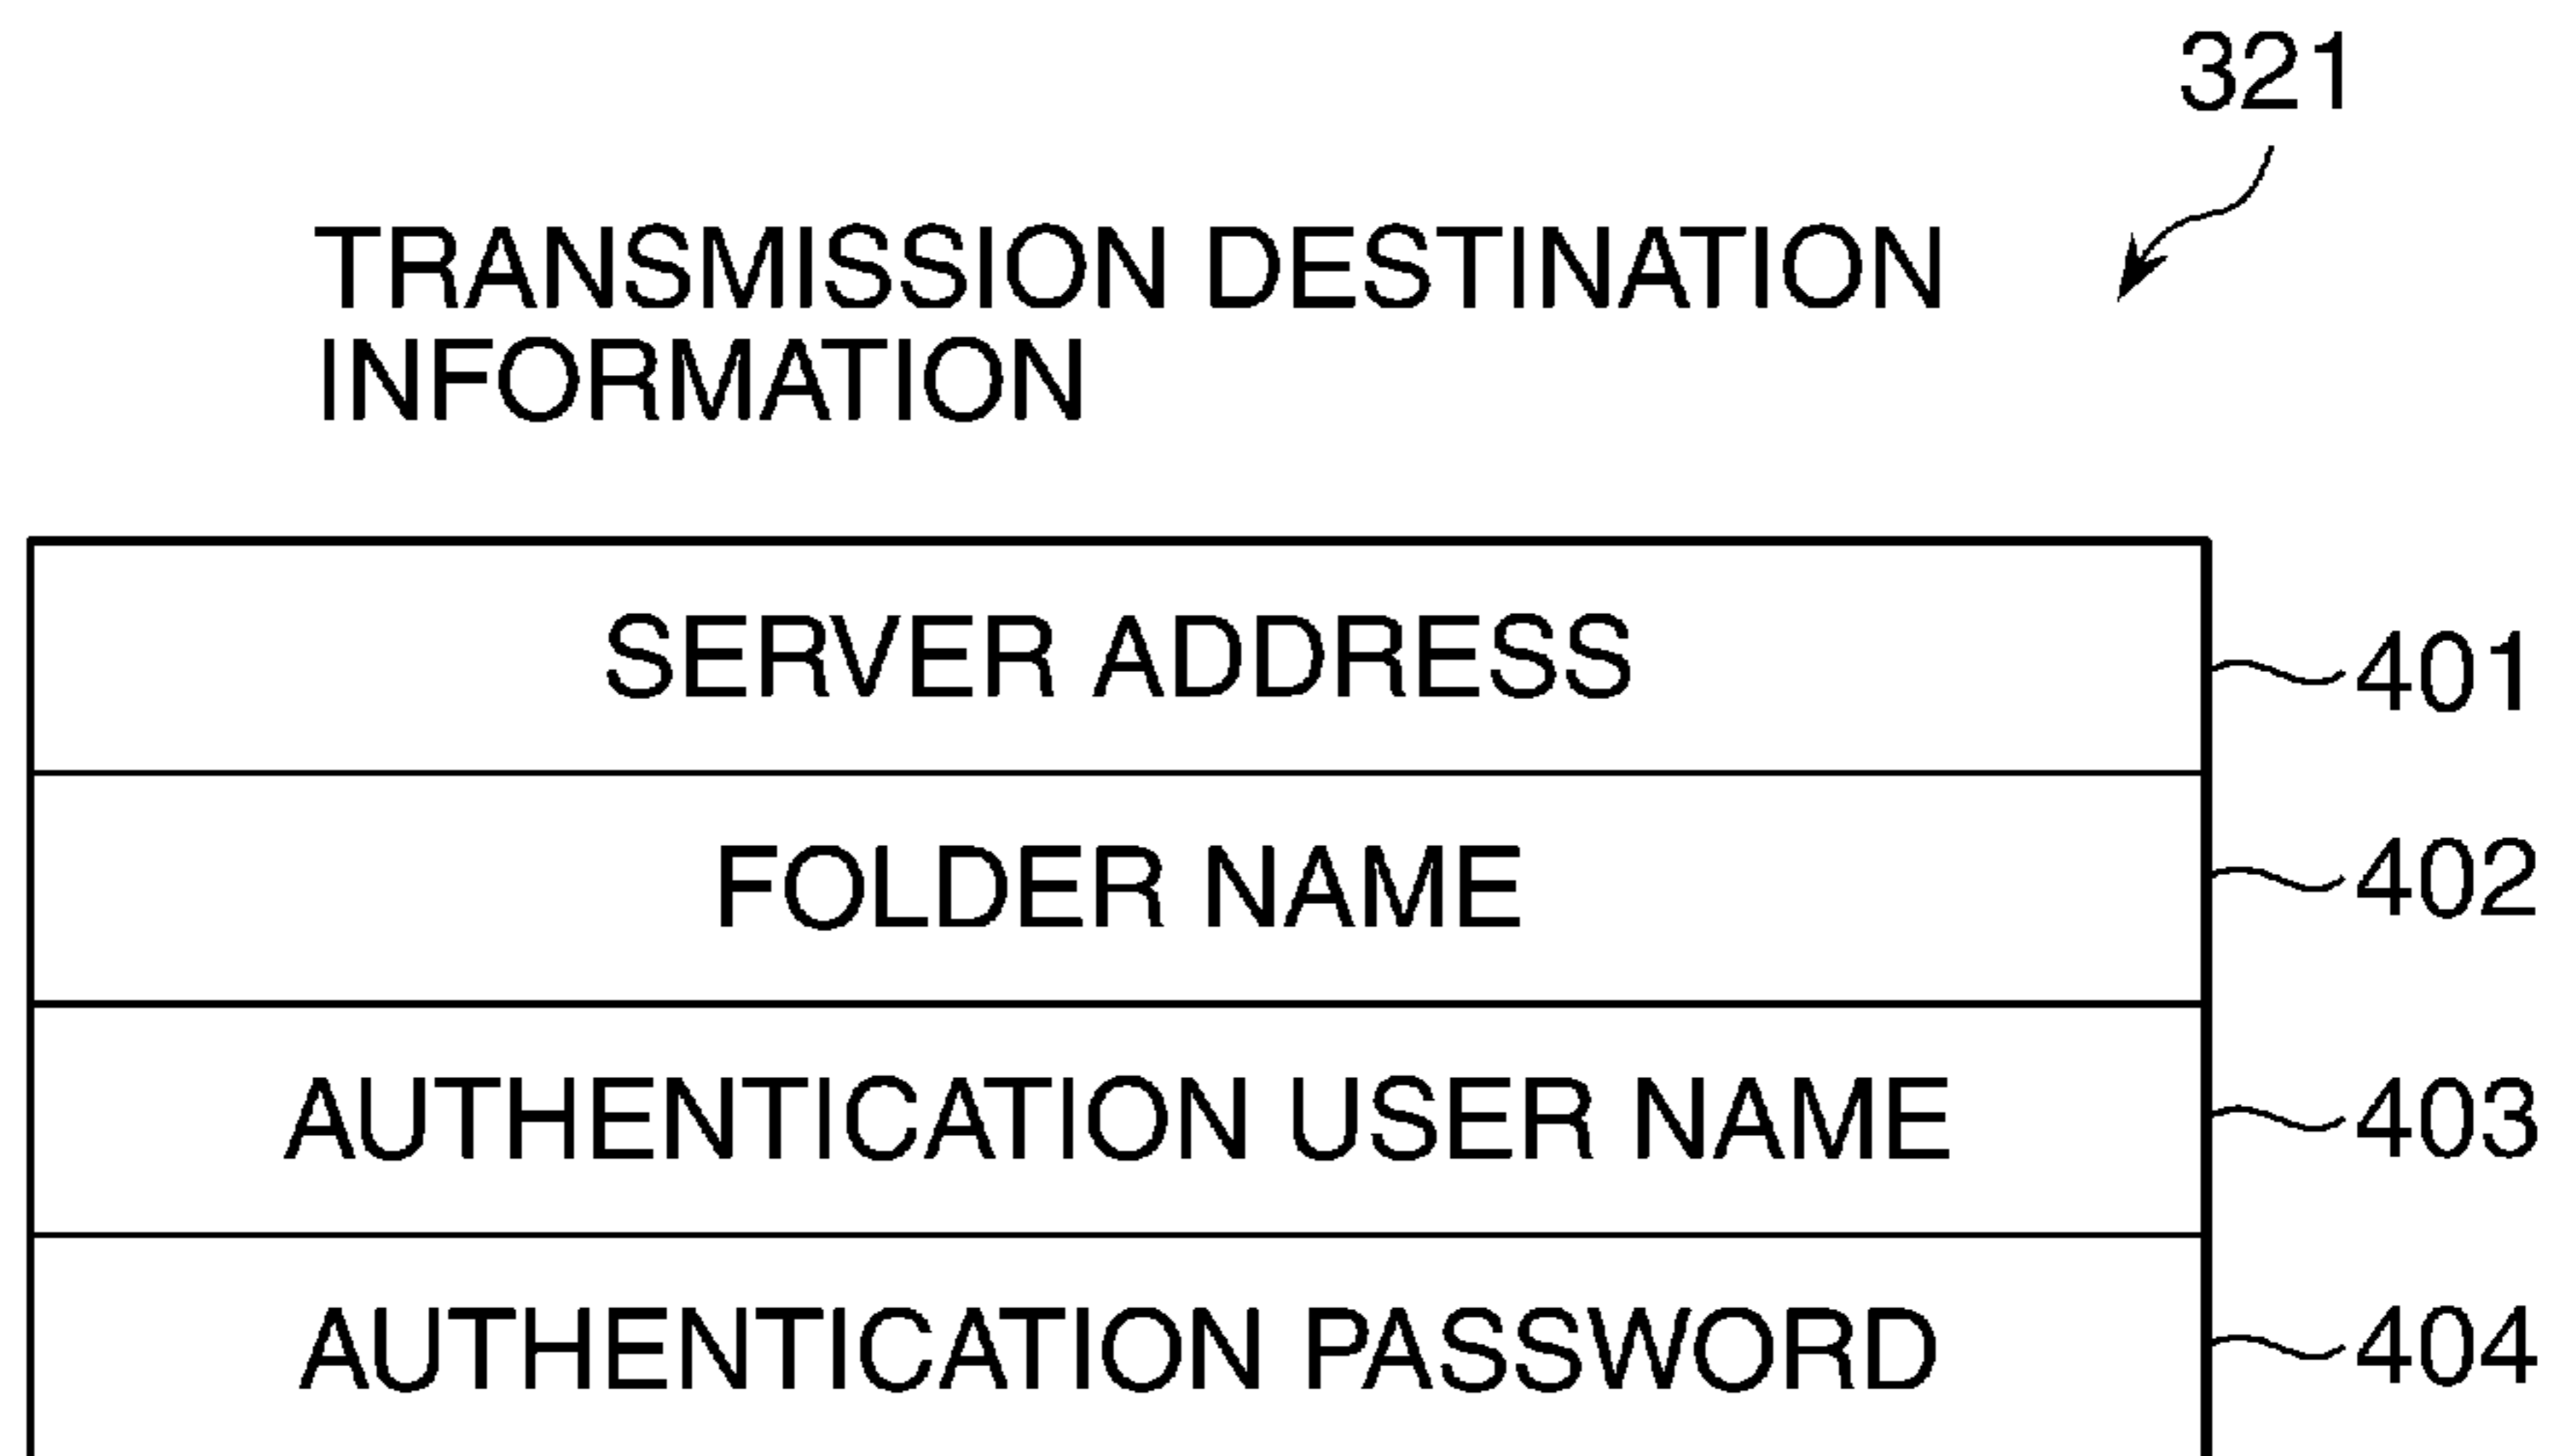 321
TRANSMISSION DESTINATION
INFORMATION
SERVER ADDRESS 401
FOLDER NAME 402
AUTHENTICATION USER NAME 403
AUTHENTICATION PASSWORD 404